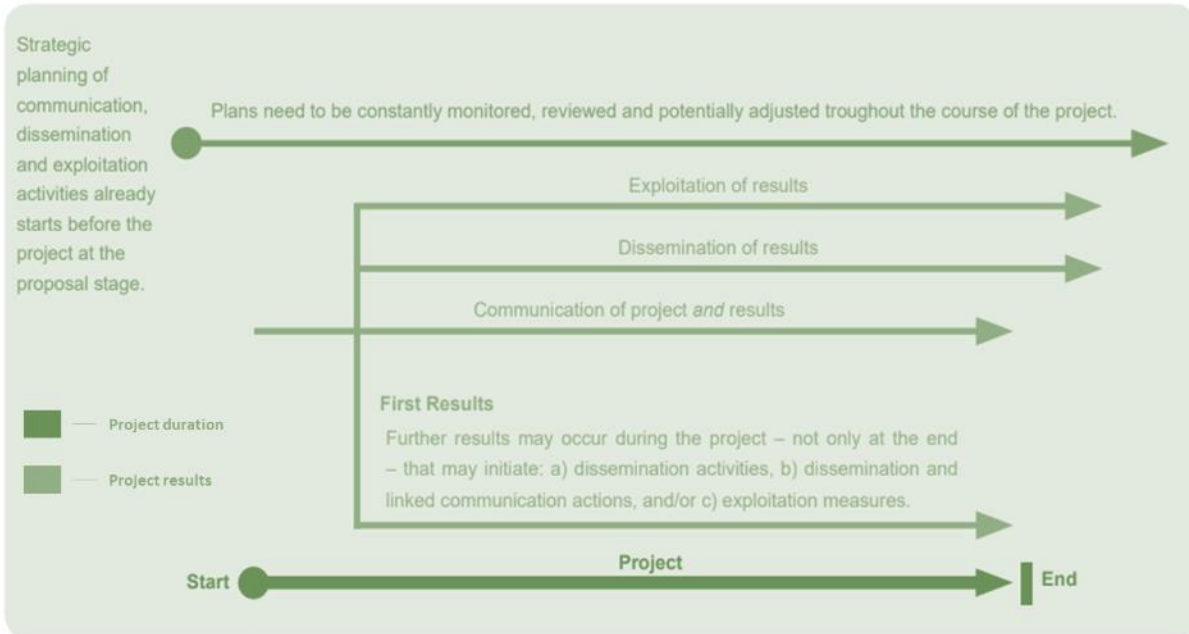 Strategic
planning of
communication,
dissemination
and exploitation
activities already
starts before the
project at the
proposal stage.
Plans need to be constantly monitored, reviewed and potentially adjusted troughout the course of the project.
Exploitation of results
Dissemination of results
Communication of project and results
First Results
Further results may occur during the project – not only at the end
– that may initiate: a) dissemination activities, b) dissemination and
linked communication actions, and/or c) exploitation measures.
Project duration
Project results
Project
Start
End